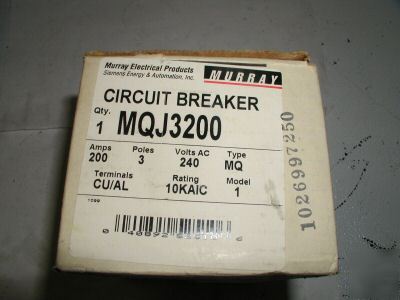 Murray Electrical Products
Siemens Energy & Automation, Inc.
MURRAY
CIRCUIT BREAKER
Qty.
1 MQJ3200
Amps Poles Volts AC Type
200 3 240 MQ
Terminals Rating Model
CU/AL 10KAIC 1
1099
1026997250